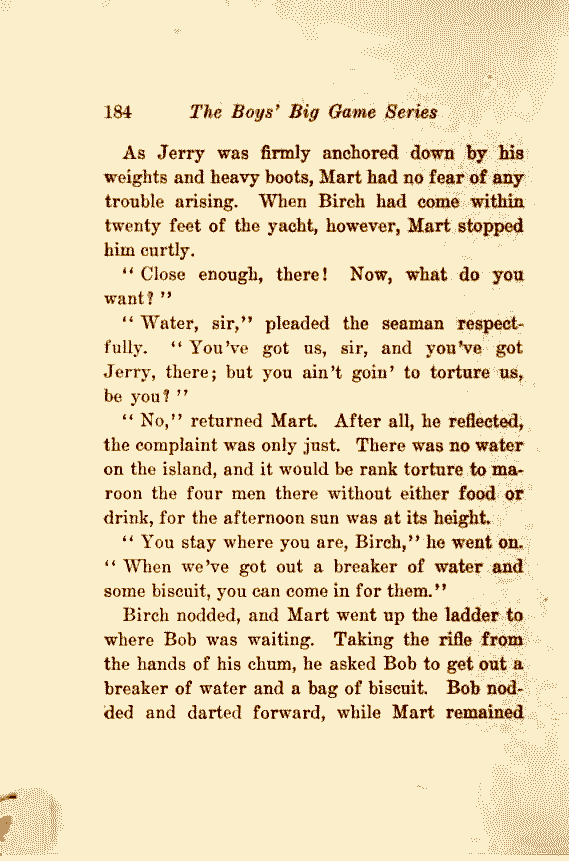 184 The Boys' Big Game Series
As Jerry was firmly anchored down by his
weights and heavy boots, Mart had no fear of any
trouble arising. When Birch had come within
twenty feet of the yacht, however, Mart stopped
him curtly.
“ Close enough, there! Now, what do you
want? ”
“ Water, sir,” pleaded the seaman respect-
fully. “ You've got us, sir, and you've got
Jerry, there; but you ain't goin' to torture us,
be you? ”
“ No,” returned Mart. After all, he reflected,
the complaint was only just. There was no water
on the island, and it would be rank torture to ma-
roon the four men there without either food or
drink, for the afternoon sun was at its height.
“ You stay where you are, Birch,” he went on.
“ When we've got out a breaker of water and
some biscuit, you can come in for them.”
Birch nodded, and Mart went up the ladder to
where Bob was waiting. Taking the rifle from
the hands of his chum, he asked Bob to get out a
breaker of water and a bag of biscuit. Bob nod-
ded and darted forward, while Mart remained